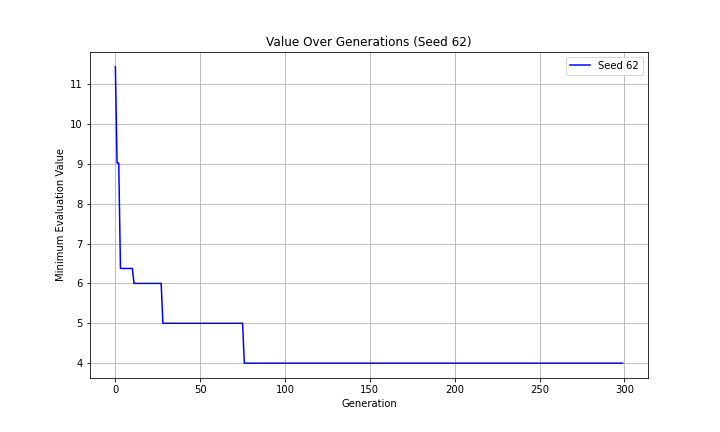 Value Over Generations (Seed 62)
Seed 62
Minimum Evaluation Value
11
10
9
8
7
6
5
4
0 50 100 150 200 250 300
Generation